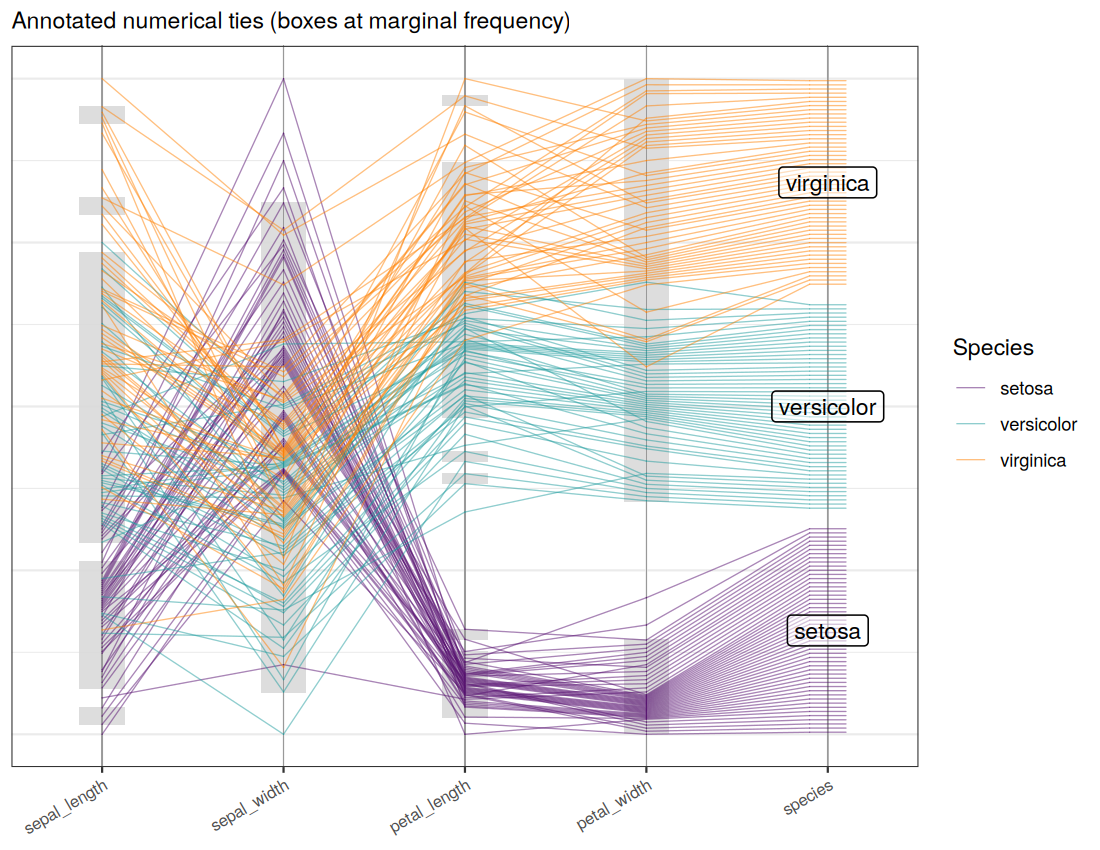 Annotated numerical ties (boxes at marginal frequency)
virginica
versicolor
setosa
Species
setosa
versicolor
virginica
sepal_length
sepal_width
petal_length
petal_width
species